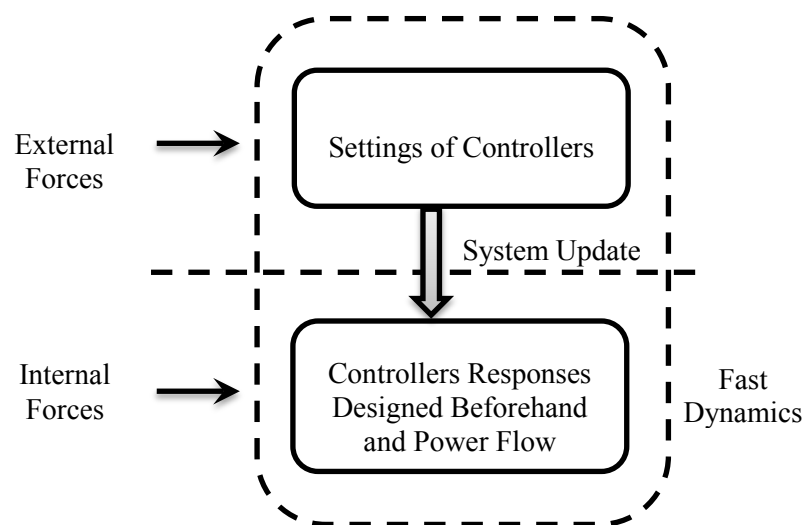 External
Forces
Settings of Controllers
System Update
Internal
Forces
Controllers Responses
Designed Beforehand
and Power Flow
Fast
Dynamics